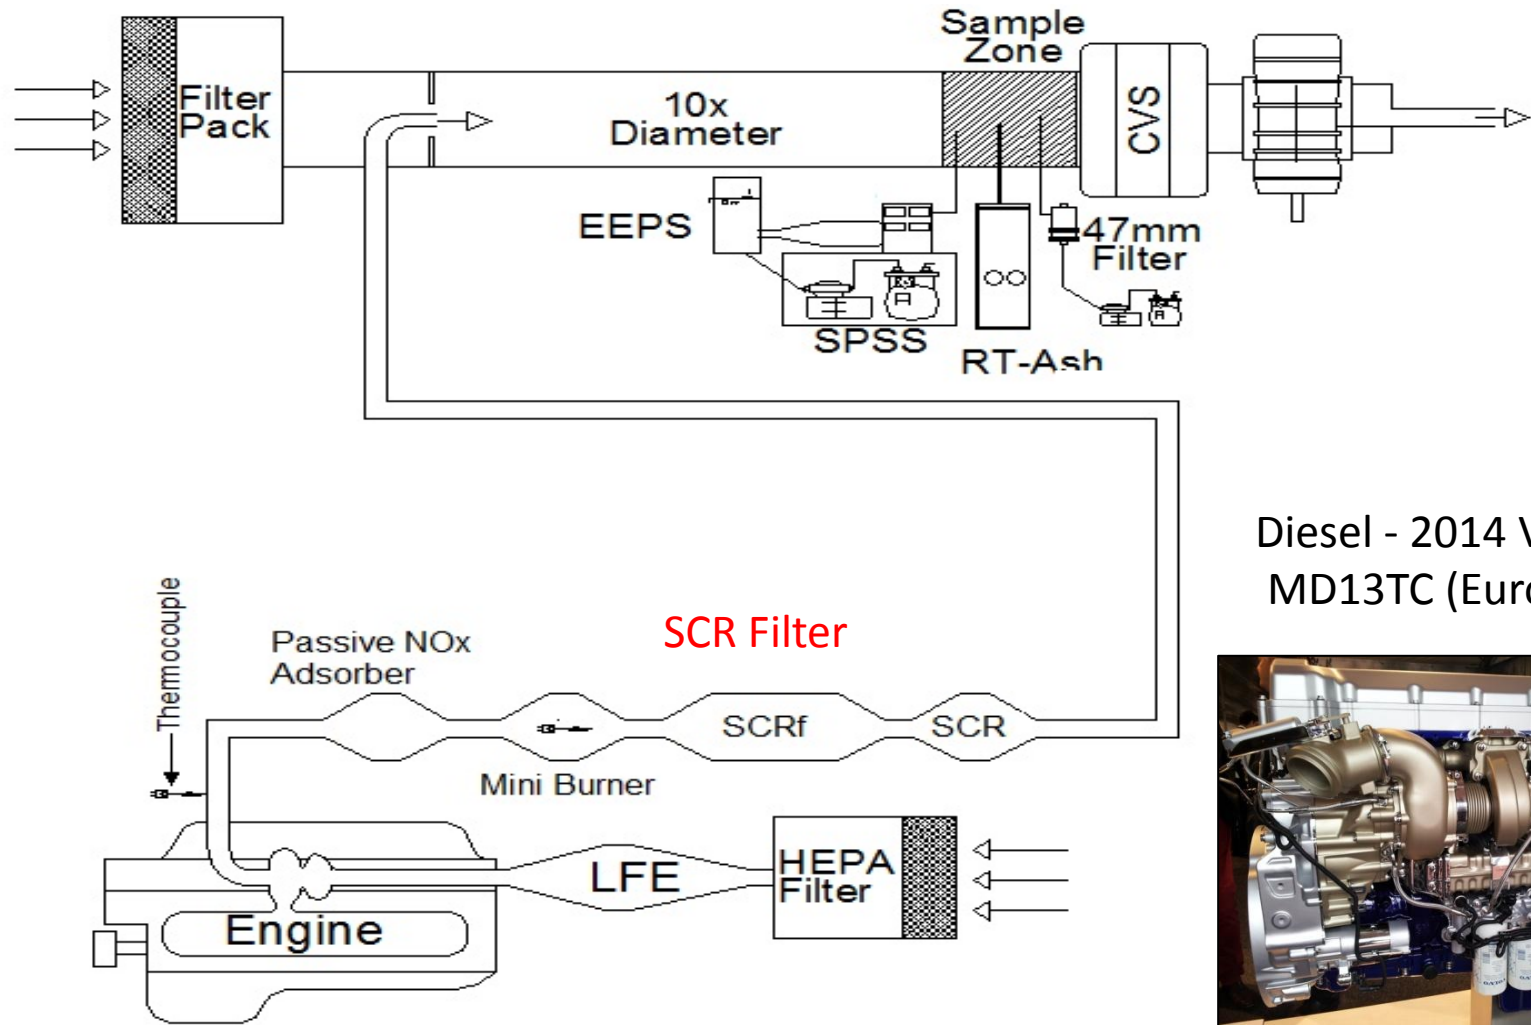 Sample
Zone
Filter
Pack
10x
Diameter
CVS
EEPS
47mm
Filter
SPSS
RT-Ash
Diesel - 2014
MD13TC
Thermocouple
Passive NOx
Adsorber
SCR Filter
SCRf
SCR
Mini Burner
LFE
HEPA
Filter
Engine